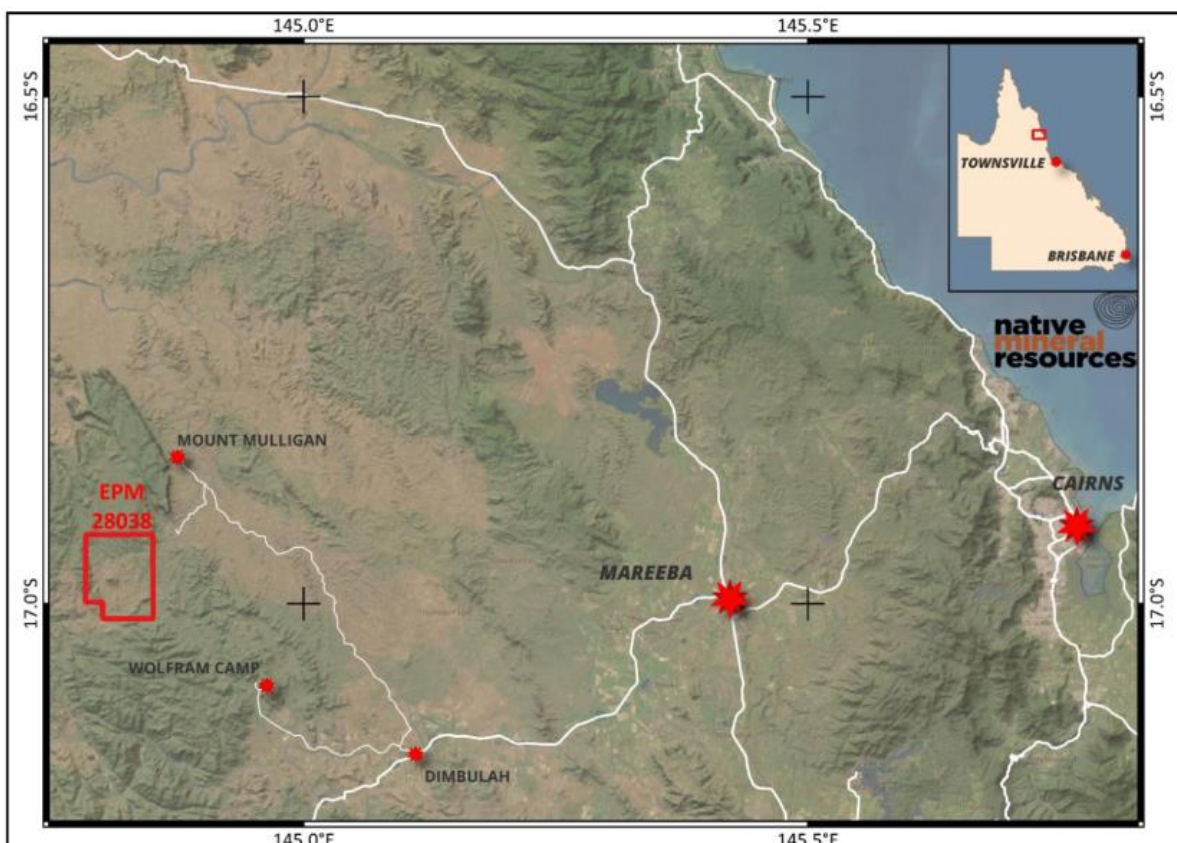 145.0°E
145.5°E
16.5°S
16.5°S
TOWNSVILLE
BRISBANE
native
mineral
resources
MOUNT MULLIGAN
EPM
28038
CAIRNS
MAREEBA
17.0°S
17.0°S
WOLFRAM CAMP
DIMBULAH
145.0°E
145.5°E